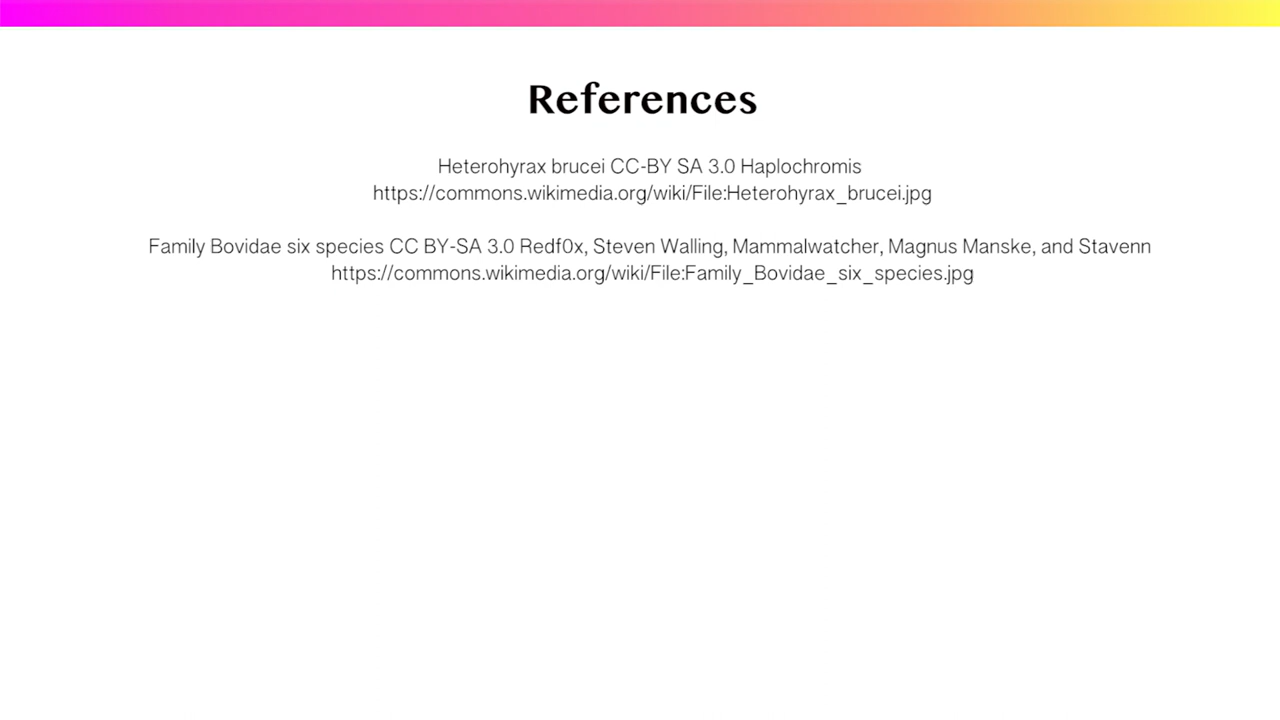 References
Heterohyrax brucei CC-BY SA 3.0 Haplochromis
https://commons.wikimedia.org/wiki/File:Heterohyrax_brucei.jpg
Family Bovidae six species CC BY-SA 3.0 Redf0x, Steven Walling, Mammalwatcher, Magnus Manske, and Stavenn
https://commons.wikimedia.org/wiki/File:Family_Bovidae_six_species.jpg